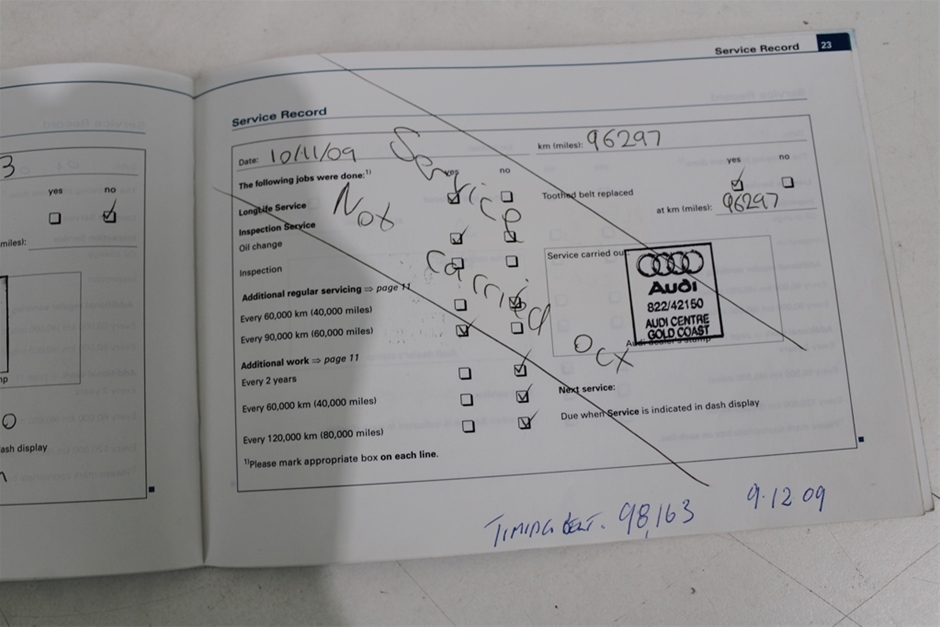 Service Record 23
3
yes no
miles):
ash display
Service Record
Date: 10/11/09
km (miles): 96297
The following jobs were done:1)
yes no
LongLife Service
Inspection Service
Oil change
Inspection
Additional regular servicing ⇒ page 11
Every 60,000 km (40,000 miles)
Every 90,000 km (60,000 miles)
Additional work ⇒ page 11
Every 2 years
Every 60,000 km (40,000 miles)
Every 120,000 km (80,000 miles)
1)Please mark appropriate box on each line.
Service Not Carried Out
yes no
Toothed belt replaced
at km (miles): 96297
Service carried out
Audi
822/42150
AUDI CENTRE
GOLD COAST
Audi dealer's stamp
Next service:
Due when Service is indicated in dash display
TIMING BELT. 98,163 9.12 09